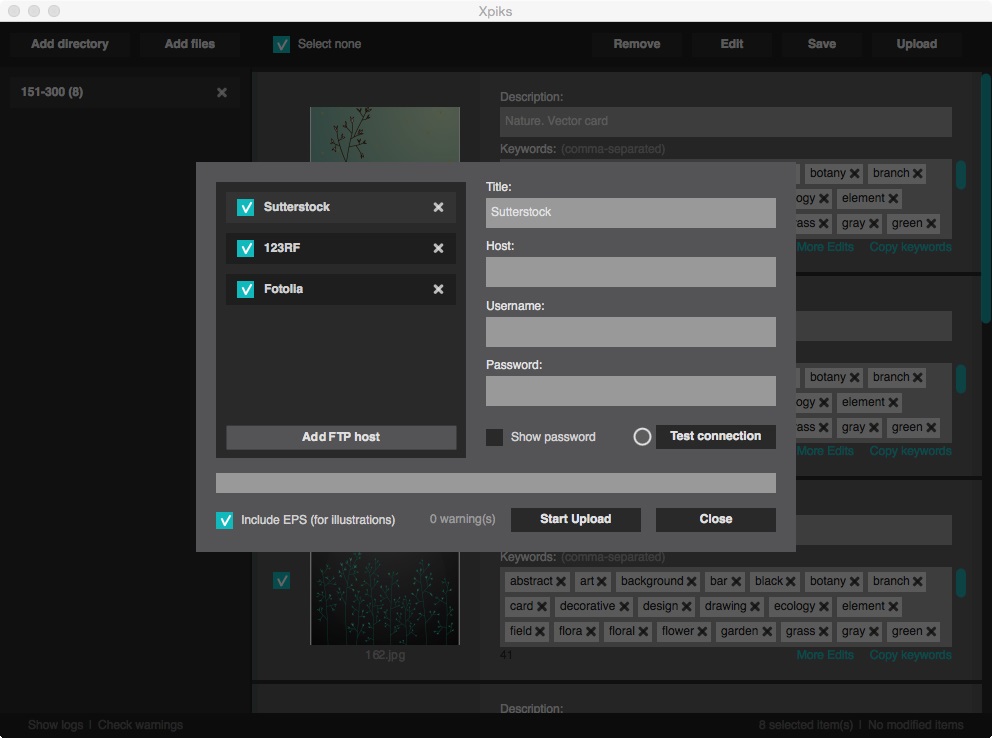 Xpiks
Add directory Add files Select none Remove Edit Save Upload
151-300 (8)
Description:
Nature. Vector card
Keywords: (comma-separated)
botany branch
ogy element
ass gray green
More Edits Copy keywords
Sutterstock
123RF
Fotolia
Add FTP host
Title:
Sutterstock
Host:
Username:
Password:
Show password Test connection
Include EPS (for illustrations) 0 warning(s) Start Upload Close
botany branch
ogy element
ass gray green
More Edits Copy keywords
Keywords: (comma-separated)
abstract art background bar black botany branch
card decorative design drawing ecology element
field flora floral flower garden grass gray green
162.jpg
41 More Edits Copy keywords
Description:
Show logs | Check warnings 8 selected item(s) | No modified items